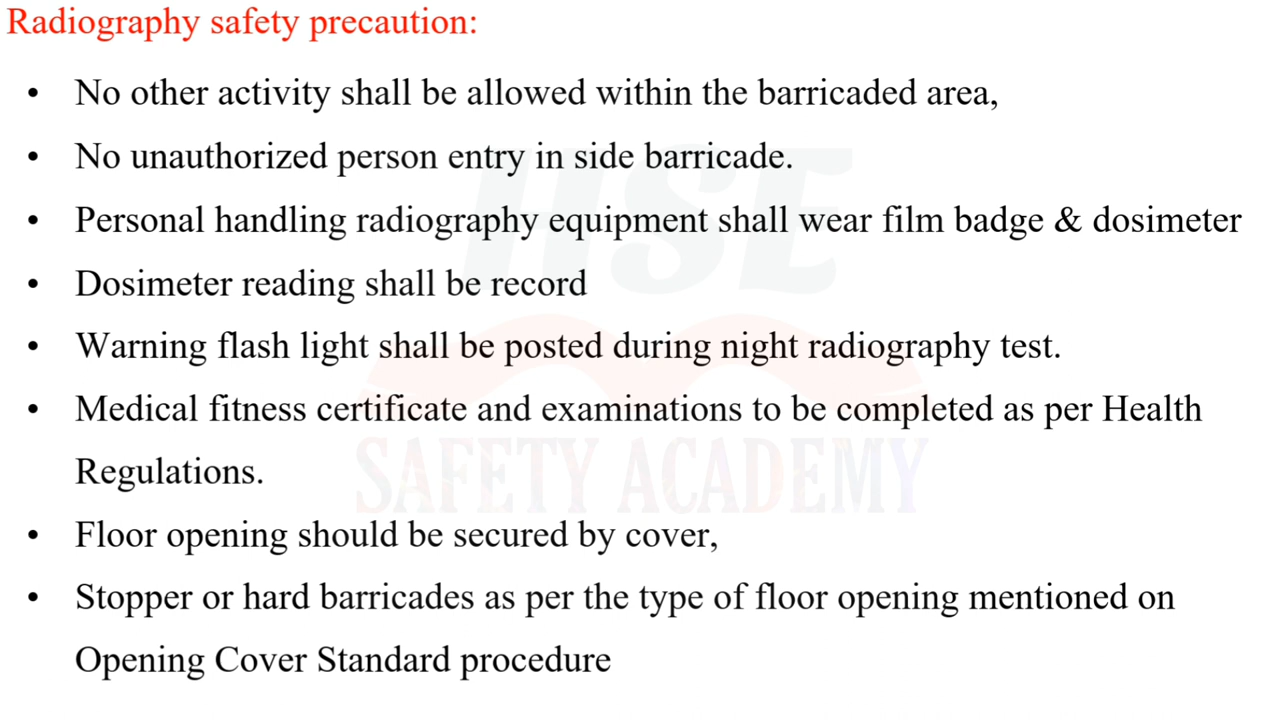 Radiography safety precaution:
• No other activity shall be allowed within the barricaded area,
• No unauthorized person entry in side barricade.
• Personal handling radiography equipment shall wear film badge & dosimeter
• Dosimeter reading shall be record
• Warning flash light shall be posted during night radiography test.
• Medical fitness certificate and examinations to be completed as per Health
Regulations.
• Floor opening should be secured by cover,
• Stopper or hard barricades as per the type of floor opening mentioned on
Opening Cover Standard procedure
HSE
SAFETY ACADEMY